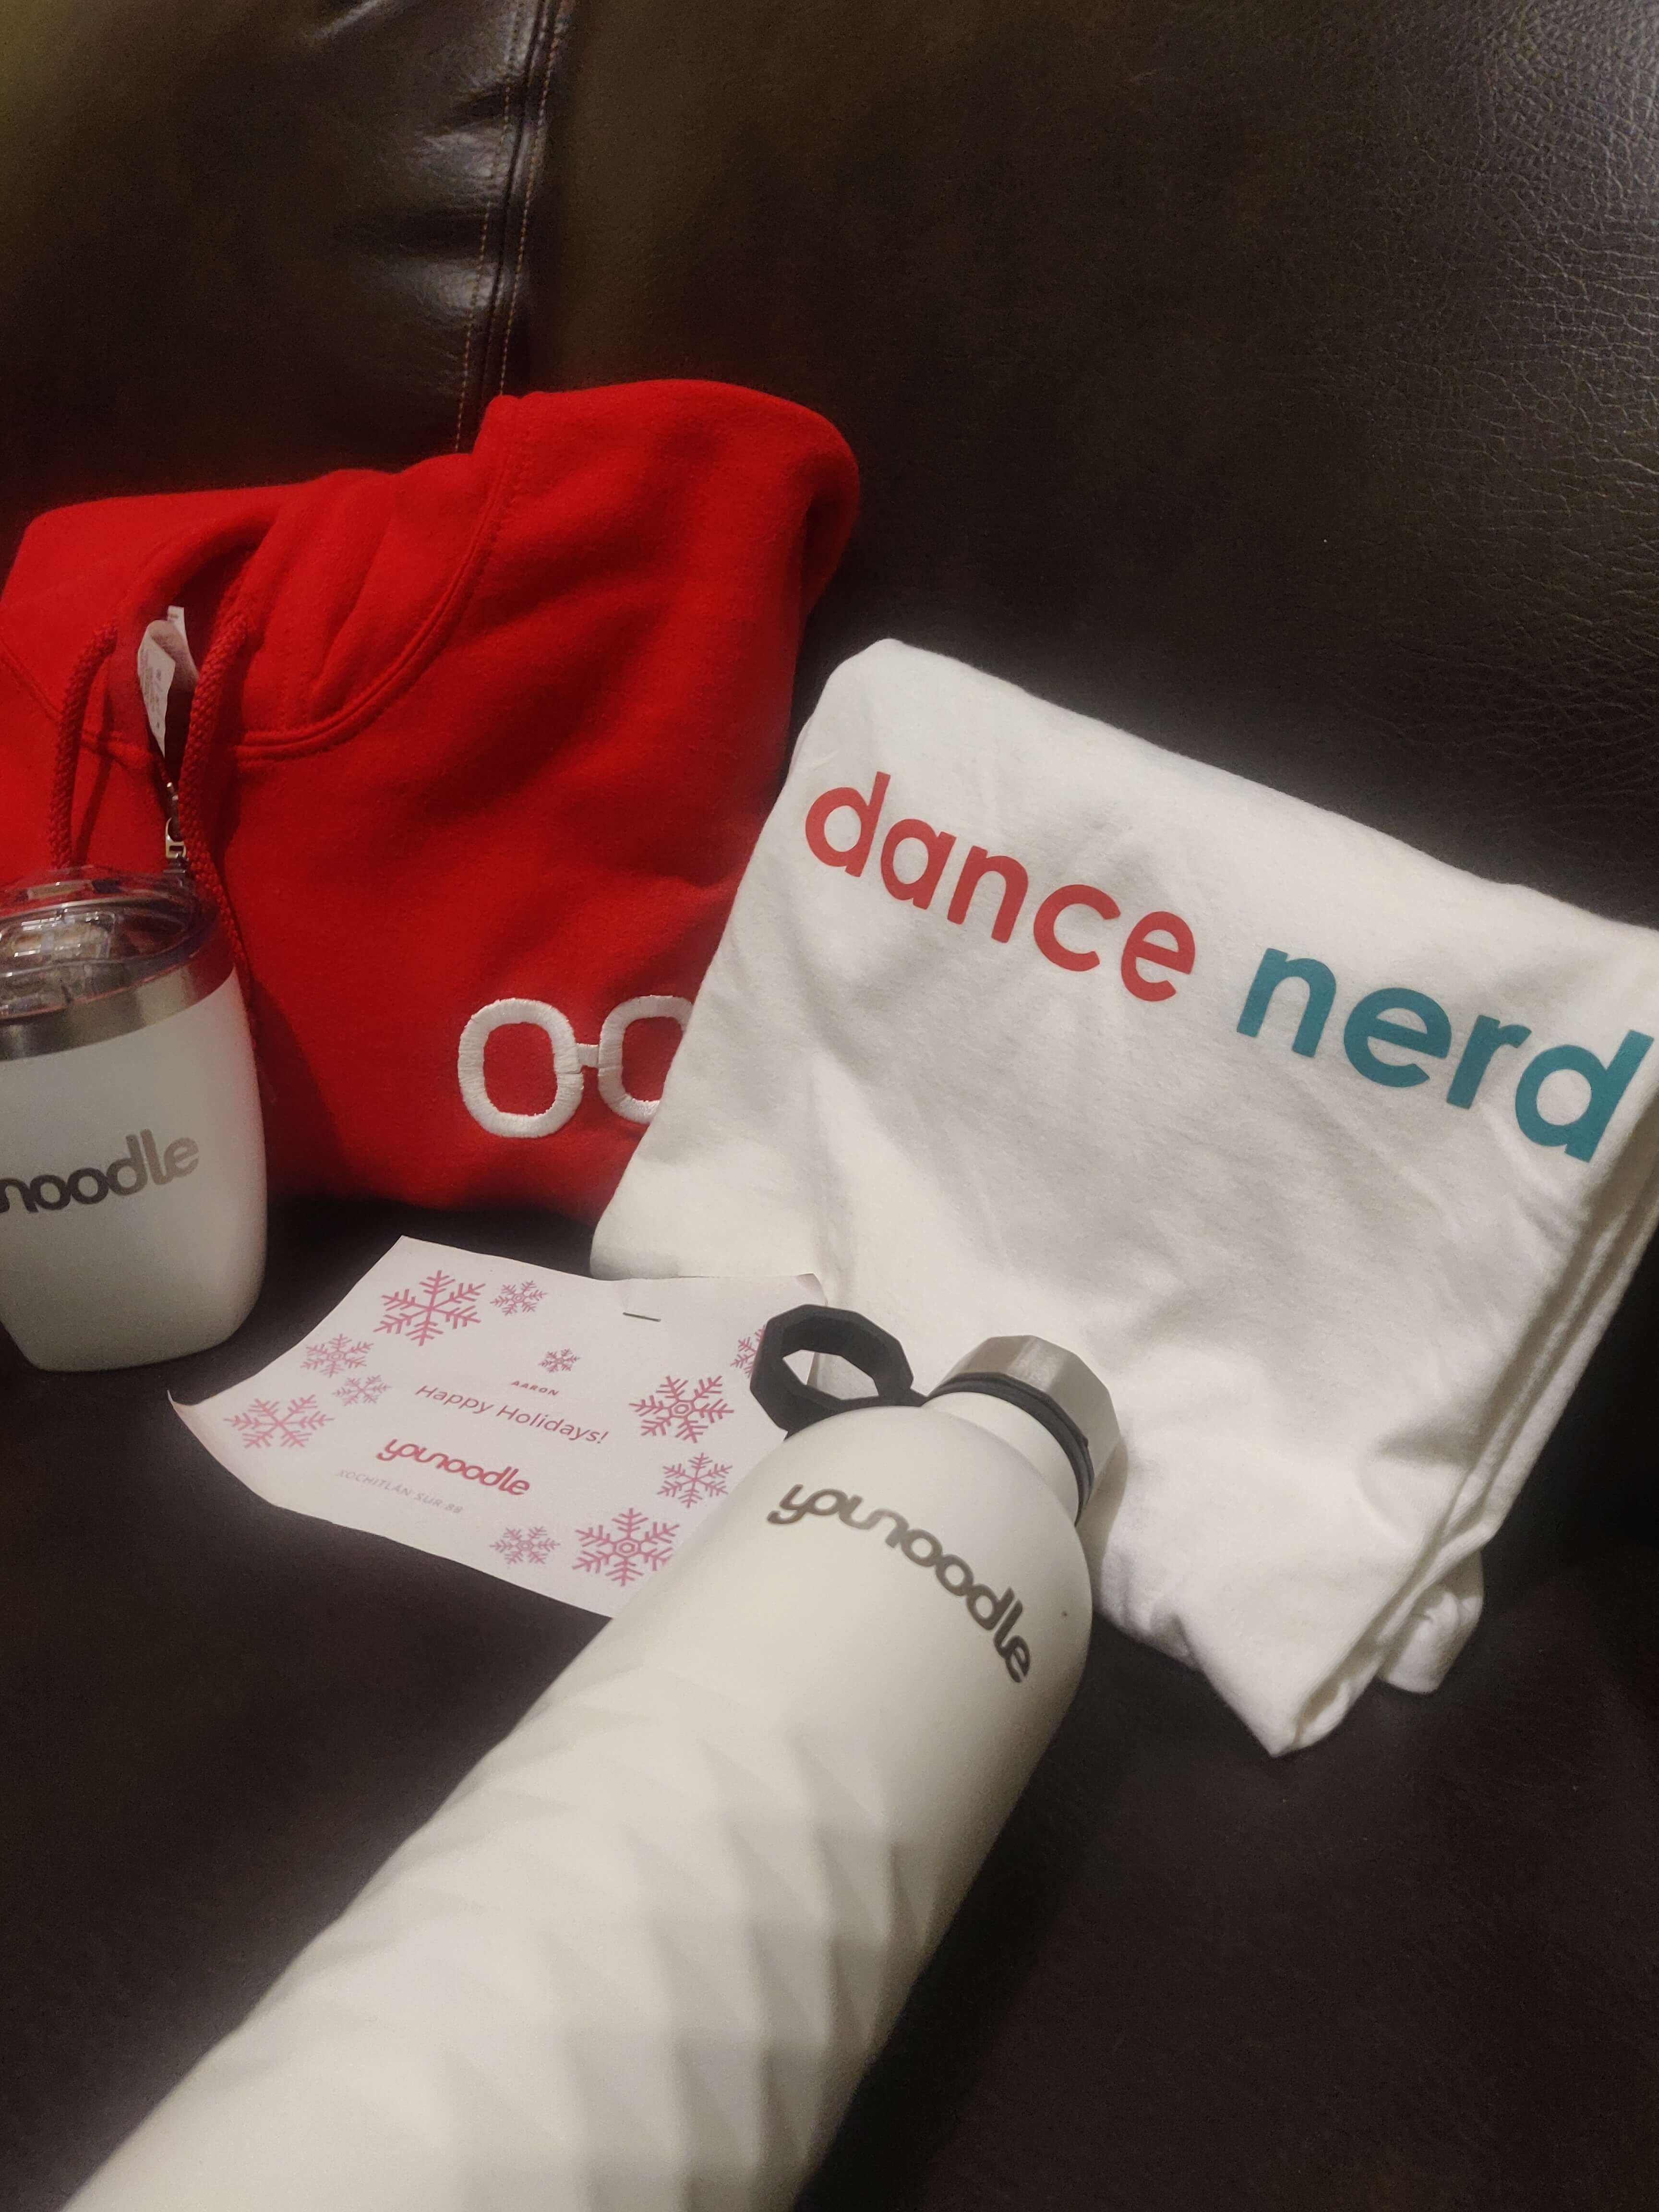 dance nerd
noodle
AARON
Happy Holidays!
younoodle
XOCHITLÁN SUR 88
younoodle